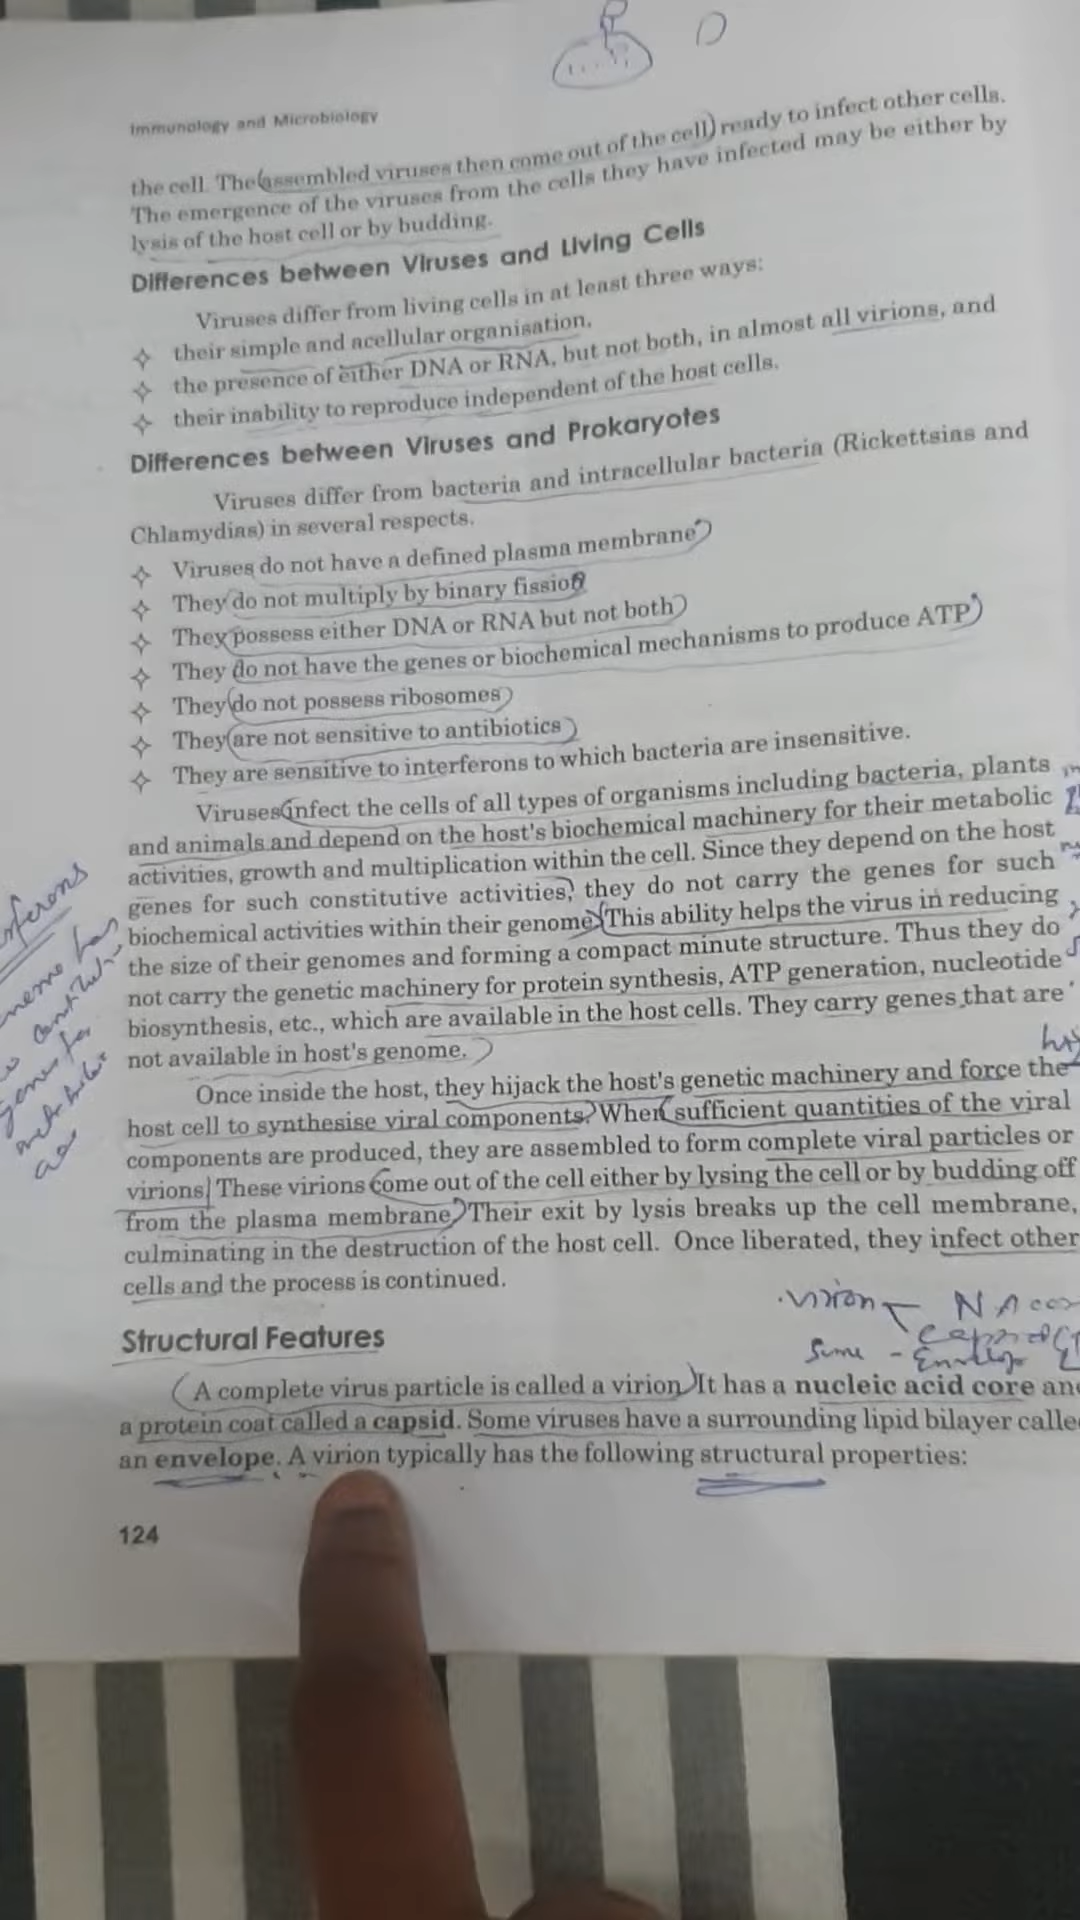 Immunology and Microbiology
the cell. The assembled viruses then come out of the cell ready to infect other cells.
The emergence of the viruses from the cells they have infected may be either by
lysis of the host cell or by budding.
Differences between Viruses and Living Cells
Viruses differ from living cells in at least three ways:
✧ their simple and acellular organisation,
✧ the presence of either DNA or RNA, but not both, in almost all virions, and
✧ their inability to reproduce independent of the host cells.
Differences between Viruses and Prokaryotes
Viruses differ from bacteria and intracellular bacteria (Rickettsias and
Chlamydias) in several respects.
✧ Viruses do not have a defined plasma membrane
✧ They do not multiply by binary fission
✧ They possess either DNA or RNA but not both
✧ They do not have the genes or biochemical mechanisms to produce ATP
✧ They do not possess ribosomes
✧ They are not sensitive to antibiotics
✧ They are sensitive to interferons to which bacteria are insensitive.
Viruses infect the cells of all types of organisms including bacteria, plants
and animals and depend on the host's biochemical machinery for their metabolic
activities, growth and multiplication within the cell. Since they depend on the host
genes for such constitutive activities, they do not carry the genes for such
biochemical activities within their genome. This ability helps the virus in reducing
the size of their genomes and forming a compact minute structure. Thus they do
not carry the genetic machinery for protein synthesis, ATP generation, nucleotide
biosynthesis, etc., which are available in the host cells. They carry genes that are
not available in host's genome.
Once inside the host, they hijack the host's genetic machinery and force the
host cell to synthesise viral components. When sufficient quantities of the viral
components are produced, they are assembled to form complete viral particles or
virions. These virions come out of the cell either by lysing the cell or by budding off
from the plasma membrane. Their exit by lysis breaks up the cell membrane,
culminating in the destruction of the host cell. Once liberated, they infect other
cells and the process is continued.
virion NA
Structural Features
Some - Envelop
A complete virus particle is called a virion. It has a nucleic acid core an
a protein coat called a capsid. Some viruses have a surrounding lipid bilayer calle
an envelope. A virion typically has the following structural properties:
124